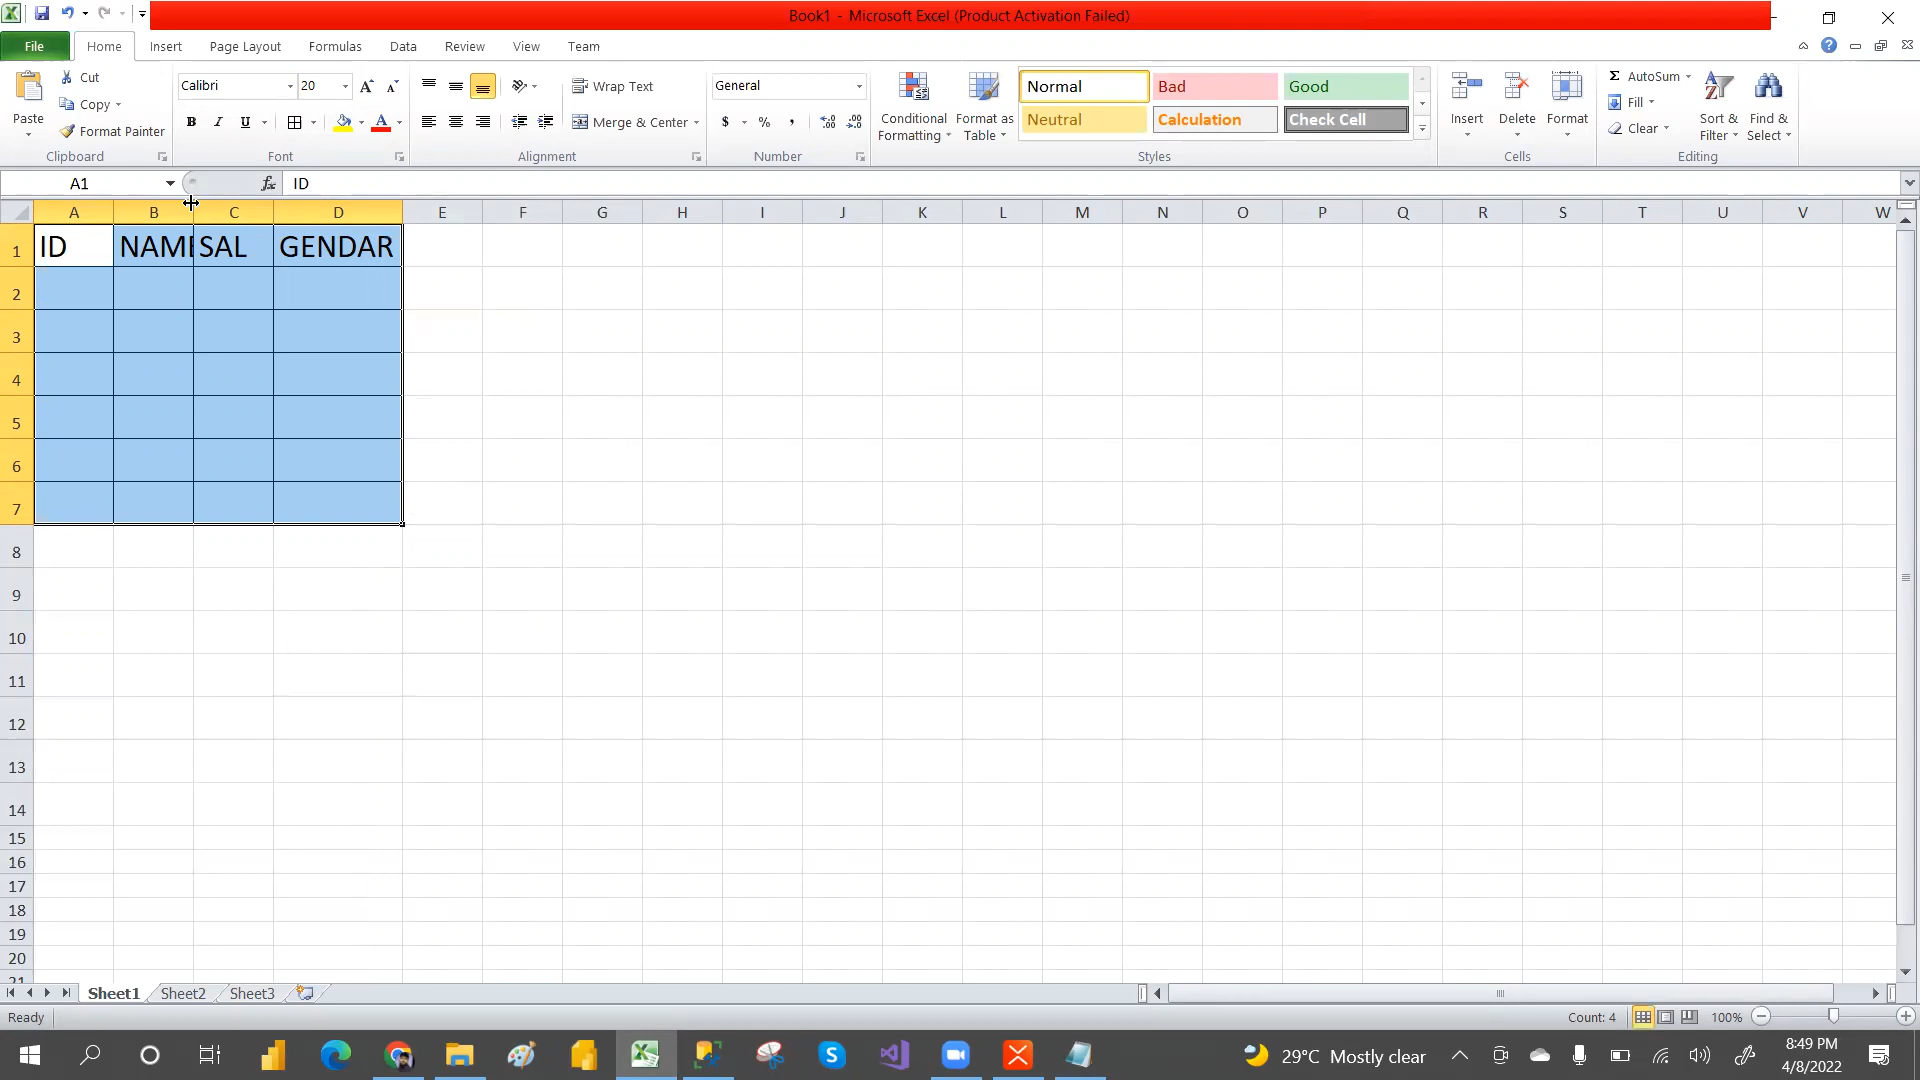 Book1 - Microsoft Excel (Product Activation Failed)
File Home Insert Page Layout Formulas Data Review View Team
Paste
Cut
Copy
Format Painter
Clipboard
Calibri 20
B I U
Font
Wrap Text
Merge & Center
Alignment
General
$ % ,
Number
Conditional Formatting
Format as Table
Normal Bad Good
Neutral Calculation Check Cell
Styles
Insert Delete Format
Cells
Σ AutoSum
Fill
Clear
Sort & Filter
Find & Select
Editing
A1 fx ID
A B C D E F G H I J K L M N O P Q R S T U V W
1 ID NAME SAL GENDAR
2
3
4
5
6
7
8
9
10
11
12
13
14
15
16
17
18
19
20
21
Sheet1 Sheet2 Sheet3
Ready Count: 4 100%
29°C Mostly clear
8:49 PM
4/8/2022